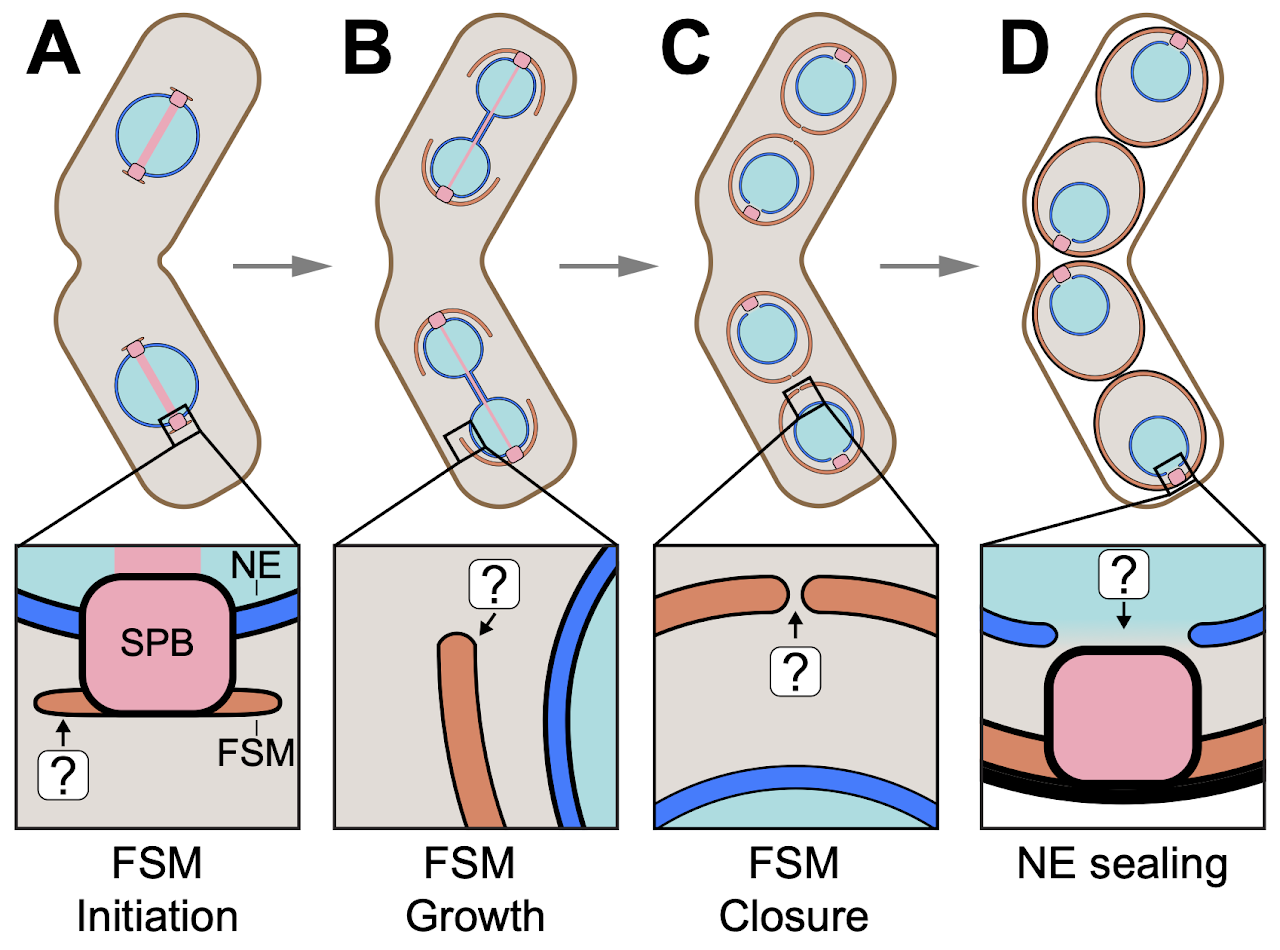 A
B
C
D
NE
SPB
FSM
?
?
?
?
FSM
Initiation
FSM
Growth
FSM
Closure
NE sealing